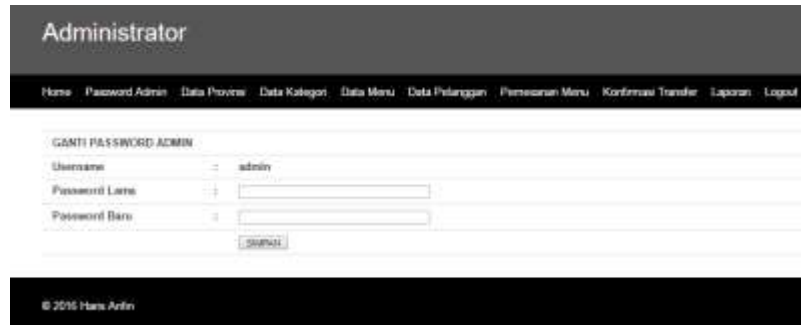 Administrator
Home Password Admin Data Provinsi Data Kategori Data Menu Data Pelanggan Pemesanan Menu Konfirmasi Transfer Laporan Logout
GANTI PASSWORD ADMIN
Username : admin
Password Lama :
Password Baru :
SIMPAN
© 2016 Hans Arifin